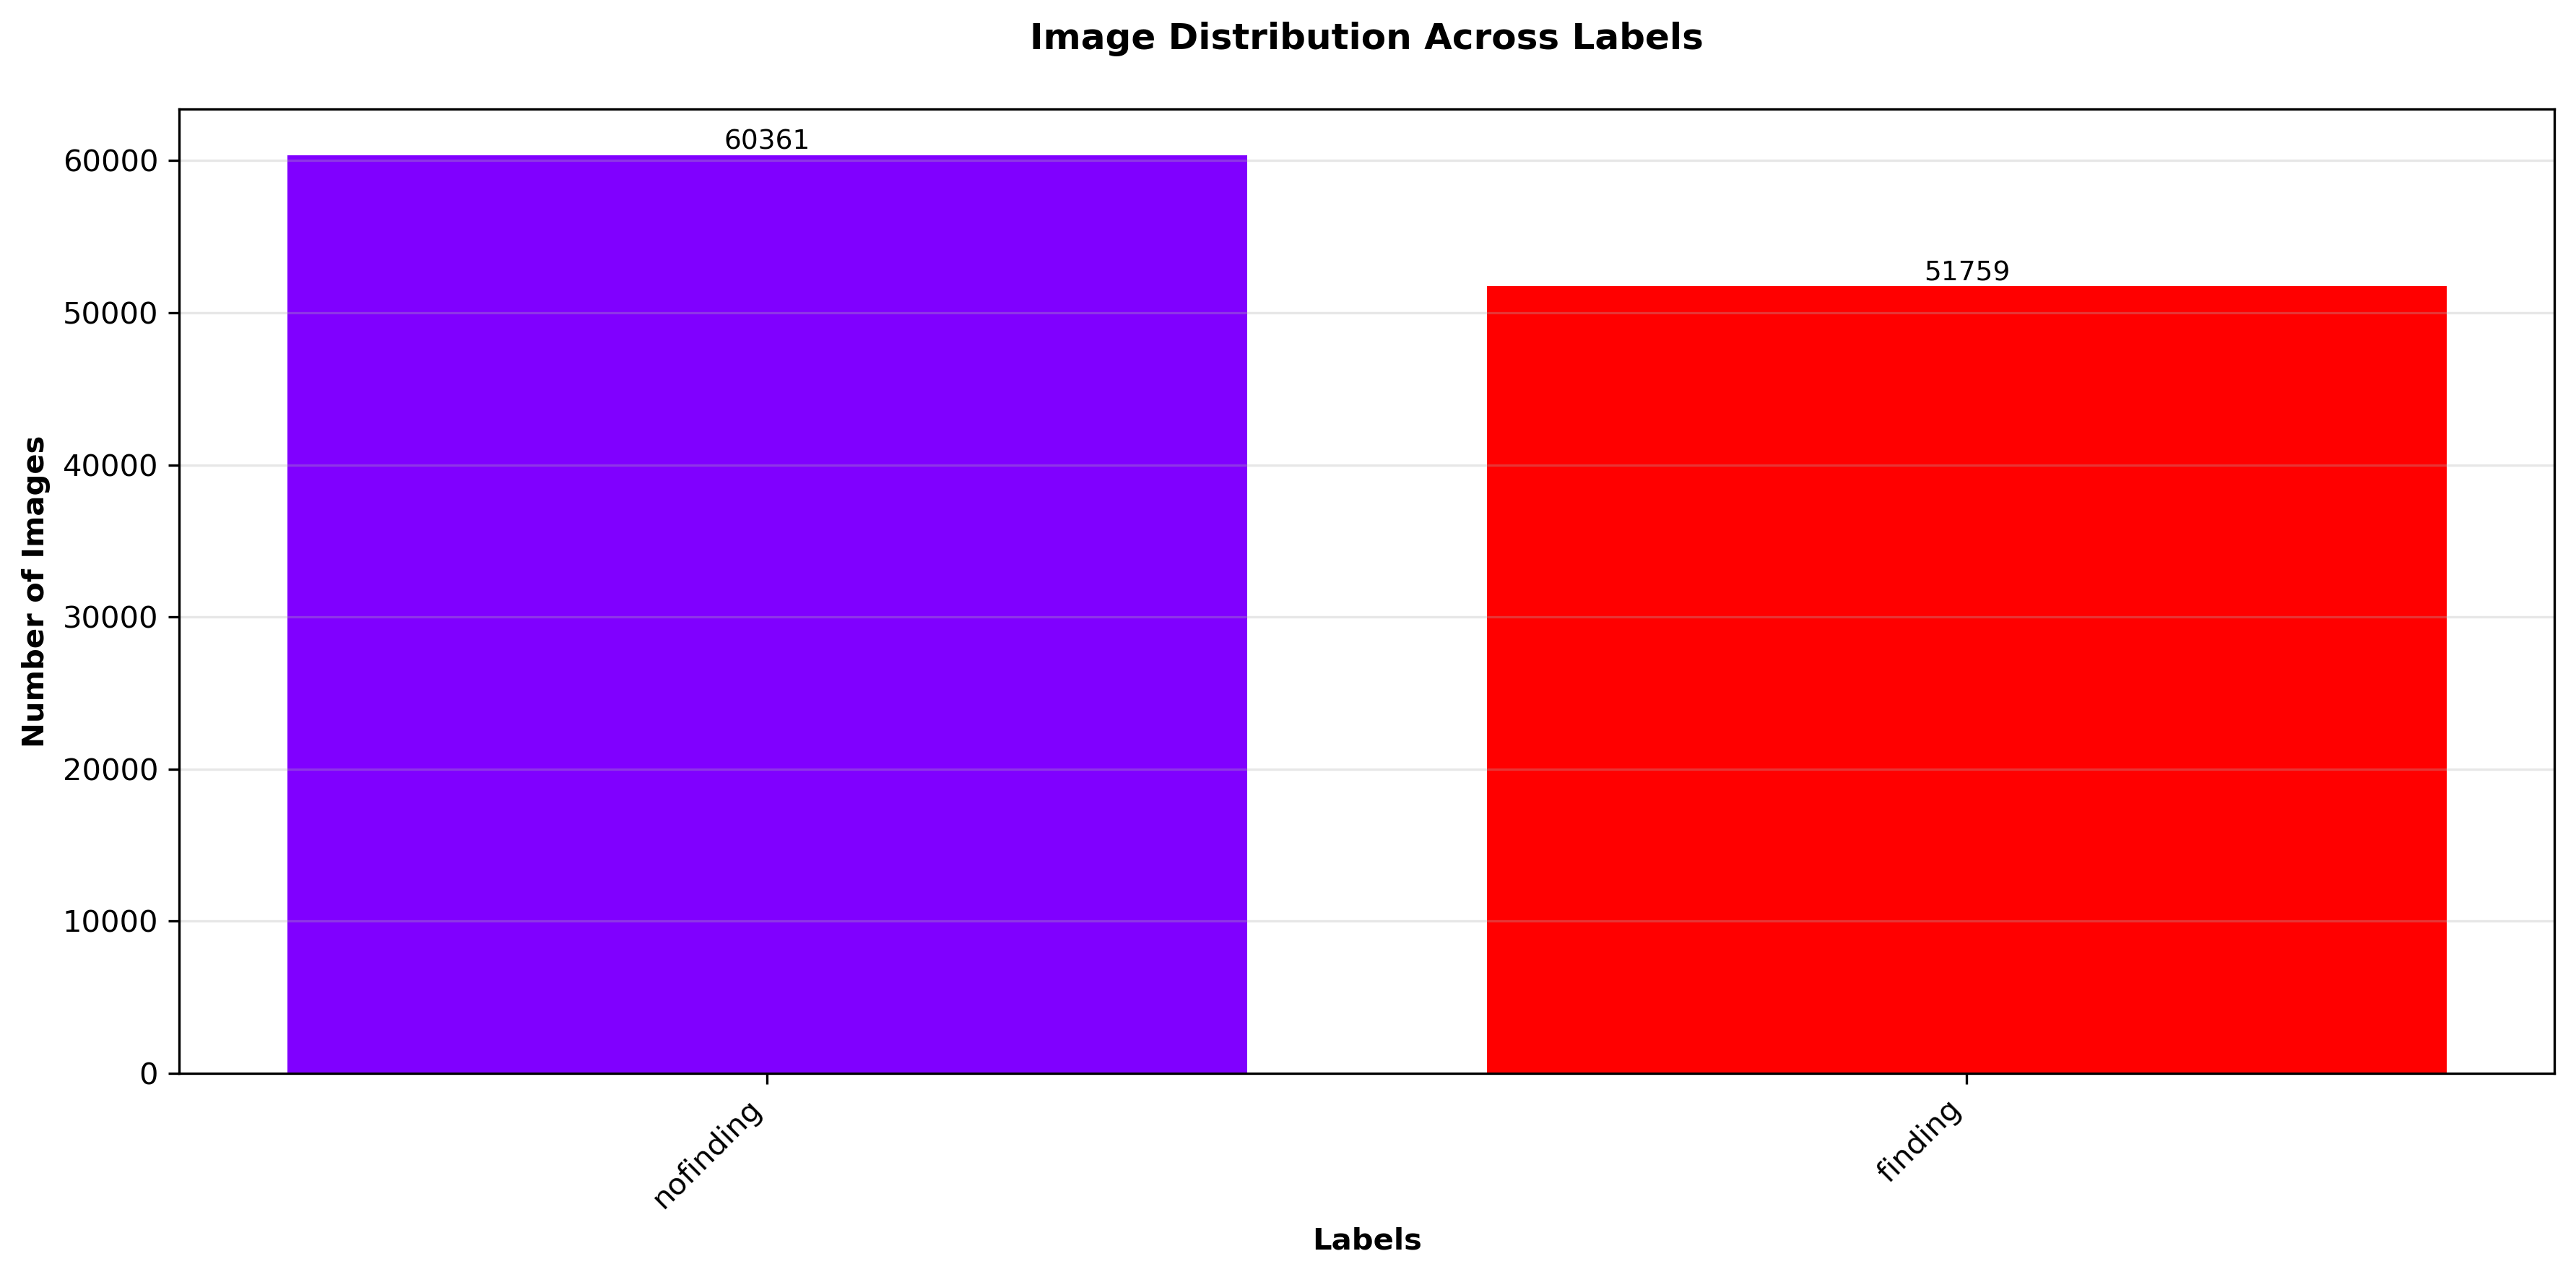 Image Distribution Across Labels
60361
51759
60000
50000
40000
30000
20000
10000
0
Number of Images
nofinding
finding
Labels